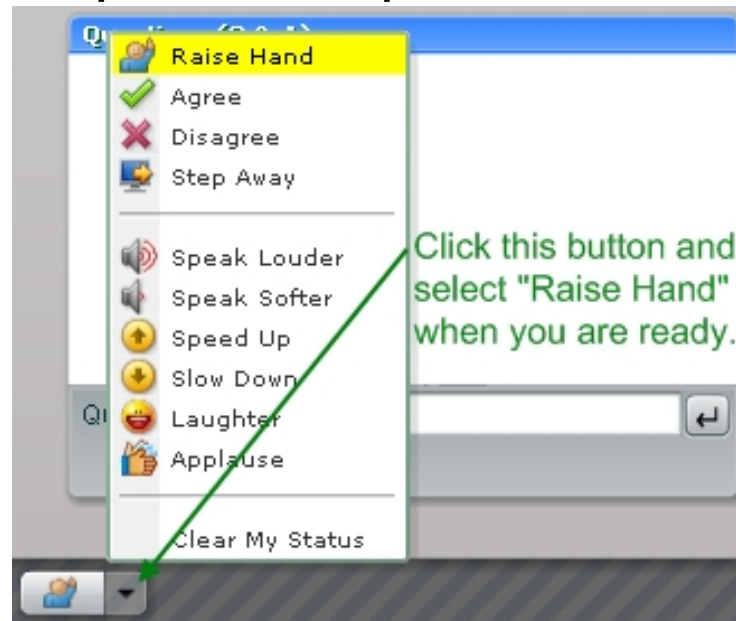 Raise Hand
Agree
Disagree
Step Away
Speak Louder
Speak Softer
Speed Up
Slow Down
Laughter
Applause
Clear My Status
Click this button and
select "Raise Hand"
when you are ready.